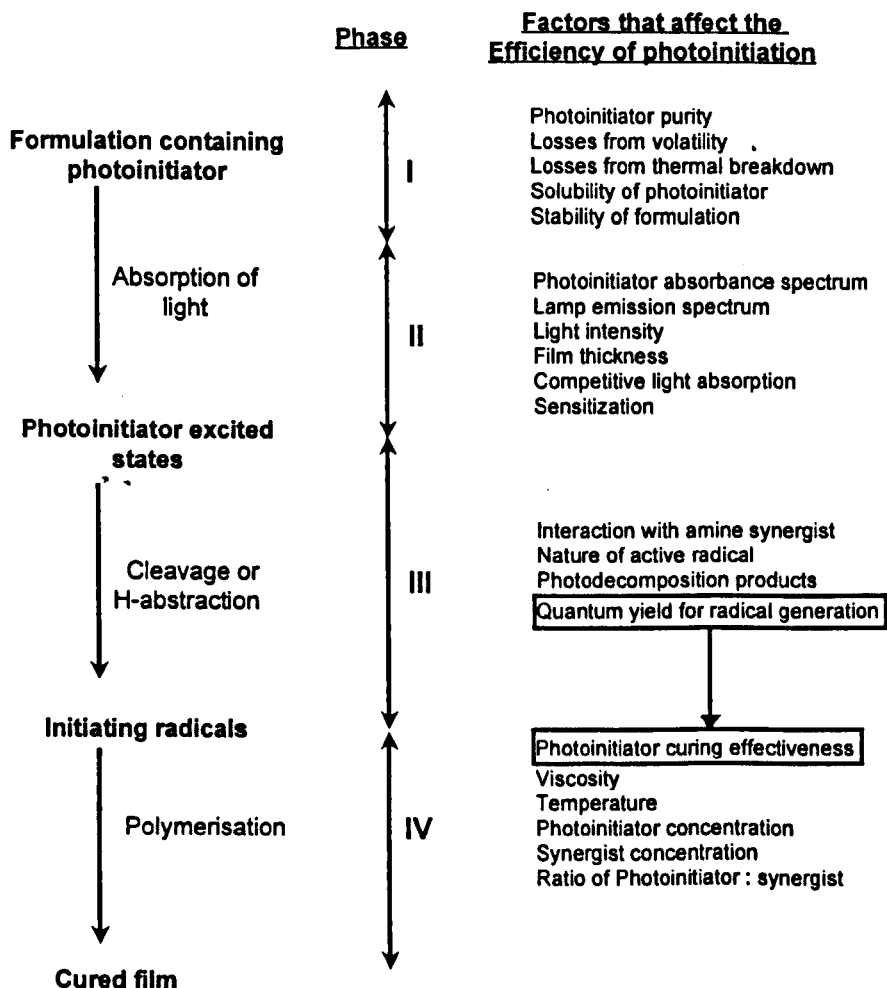 Phase
Factors that affect the
Efficiency of photoinitiation
Formulation containing
photoinitiator
I
Photoinitiator purity
Losses from volatility
Losses from thermal breakdown
Solubility of photoinitiator
Stability of formulation
Absorption of
light
II
Photoinitiator absorbance spectrum
Lamp emission spectrum
Light intensity
Film thickness
Competitive light absorption
Sensitization
Photoinitiator excited
states
Cleavage or
H-abstraction
III
Interaction with amine synergist
Nature of active radical
Photodecomposition products
Quantum yield for radical generation
Initiating radicals
Polymerisation
IV
Photoinitiator curing effectiveness
Viscosity
Temperature
Photoinitiator concentration
Synergist concentration
Ratio of Photoinitiator : synergist
Cured film